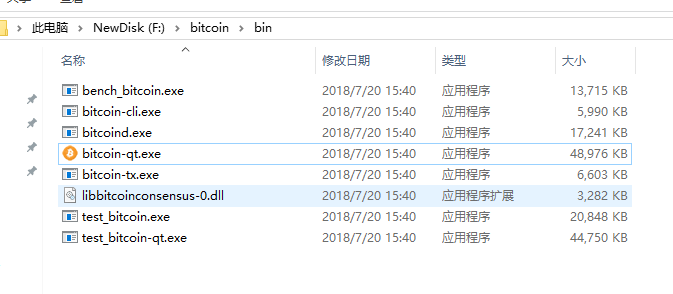 此电脑 NewDisk (F:) bitcoin bin
名称 修改日期 类型 大小
bench_bitcoin.exe 2018/7/20 15:40 应用程序 13,715 KB
bitcoin-cli.exe 2018/7/20 15:40 应用程序 5,990 KB
bitcoind.exe 2018/7/20 15:40 应用程序 17,241 KB
bitcoin-qt.exe 2018/7/20 15:40 应用程序 48,976 KB
bitcoin-tx.exe 2018/7/20 15:40 应用程序 6,603 KB
libbitcoinconsensus-0.dll 2018/7/20 15:40 应用程序扩展 3,282 KB
test_bitcoin.exe 2018/7/20 15:40 应用程序 20,848 KB
test_bitcoin-qt.exe 2018/7/20 15:40 应用程序 44,750 KB